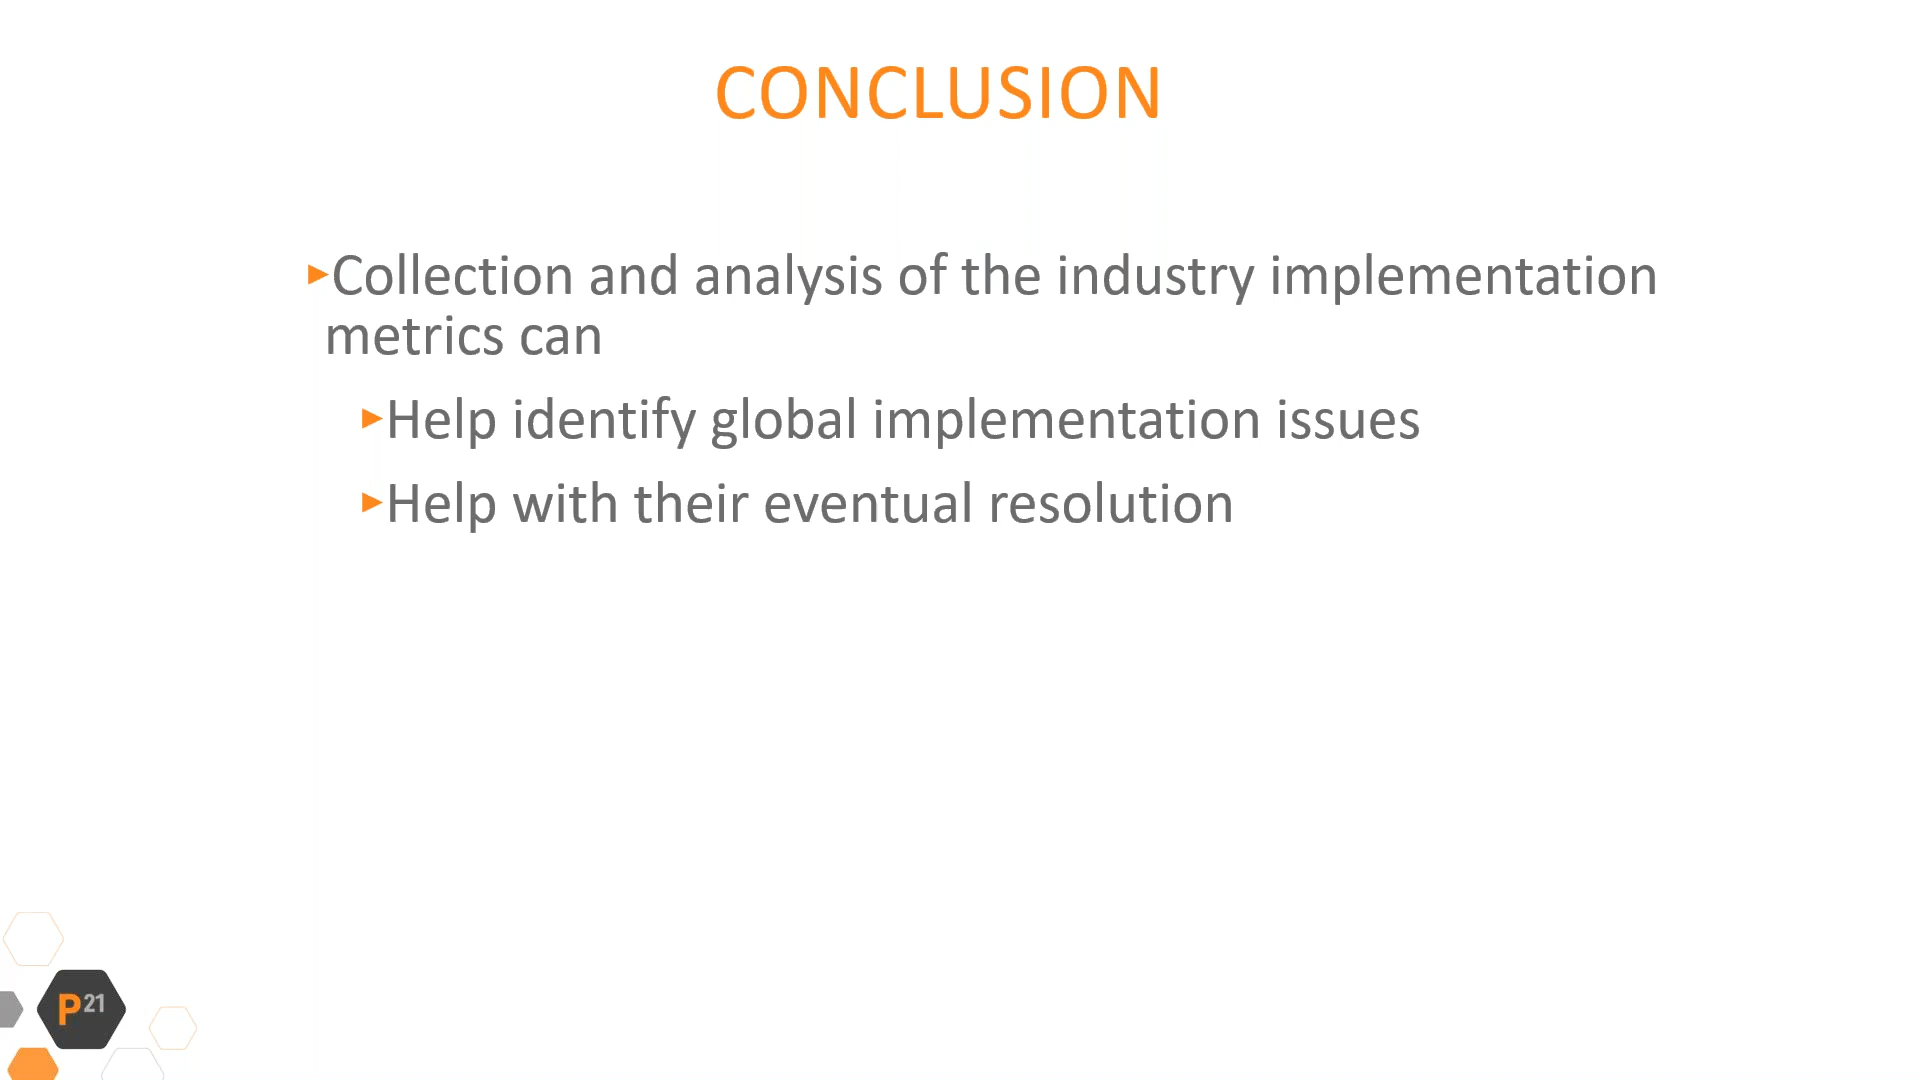 CONCLUSION
▸Collection and analysis of the industry implementation
metrics can
▸Help identify global implementation issues
▸Help with their eventual resolution
P21